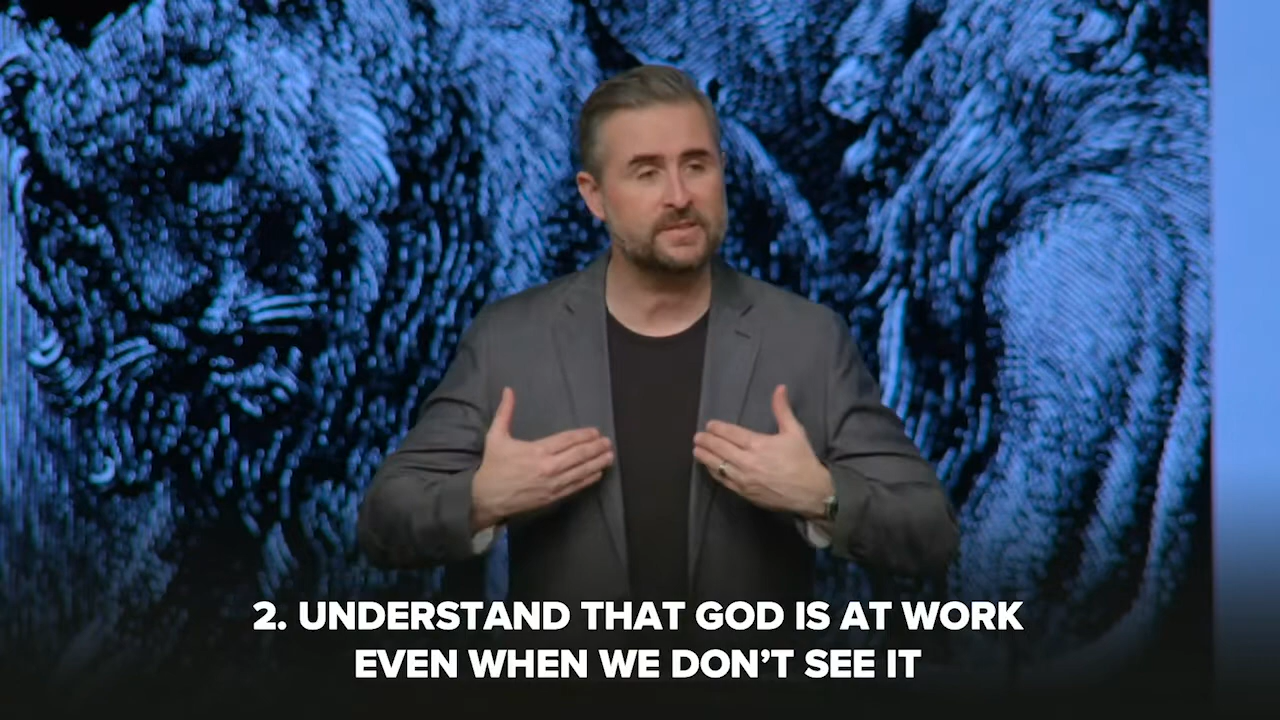 2. UNDERSTAND THAT GOD IS AT WORK
EVEN WHEN WE DON’T SEE IT